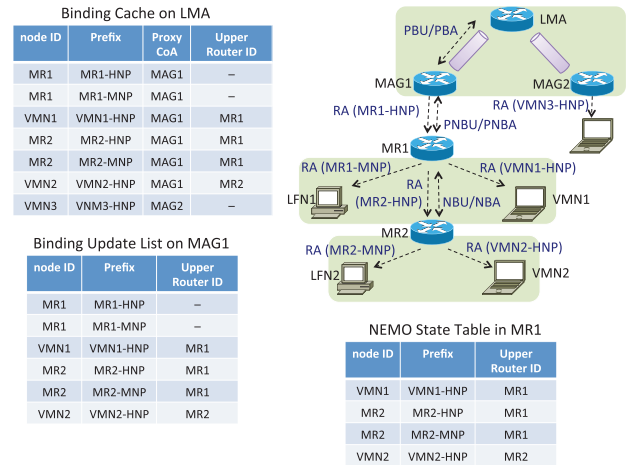 Binding Cache on LMA
node ID Prefix Proxy CoA Upper Router ID
MR1 MR1-HNP MAG1 –
MR1 MR1-MNP MAG1 –
VMN1 VMN1-HNP MAG1 MR1
MR2 MR2-HNP MAG1 MR1
MR2 MR2-MNP MAG1 MR1
VMN2 VMN2-HNP MAG1 MR2
VMN3 VNM3-HNP MAG2 –
Binding Update List on MAG1
node ID Prefix Upper Router ID
MR1 MR1-HNP –
MR1 MR1-MNP –
VMN1 VMN1-HNP MR1
MR2 MR2-HNP MR1
MR2 MR2-MNP MR1
VMN2 VMN2-HNP MR2
LMA
PBU/PBA
MAG1
MAG2
RA (MR1-HNP)
RA (VMN3-HNP)
PNBU/PNBA
MR1
RA (MR1-MNP)
RA (VMN1-HNP)
LFN1
RA
(MR2-HNP)
NBU/NBA
VMN1
MR2
RA (MR2-MNP)
RA (VMN2-HNP)
LFN2
VMN2
NEMO State Table in MR1
node ID Prefix Upper Router ID
VMN1 VMN1-HNP MR1
MR2 MR2-HNP MR1
MR2 MR2-MNP MR1
VMN2 VMN2-HNP MR2